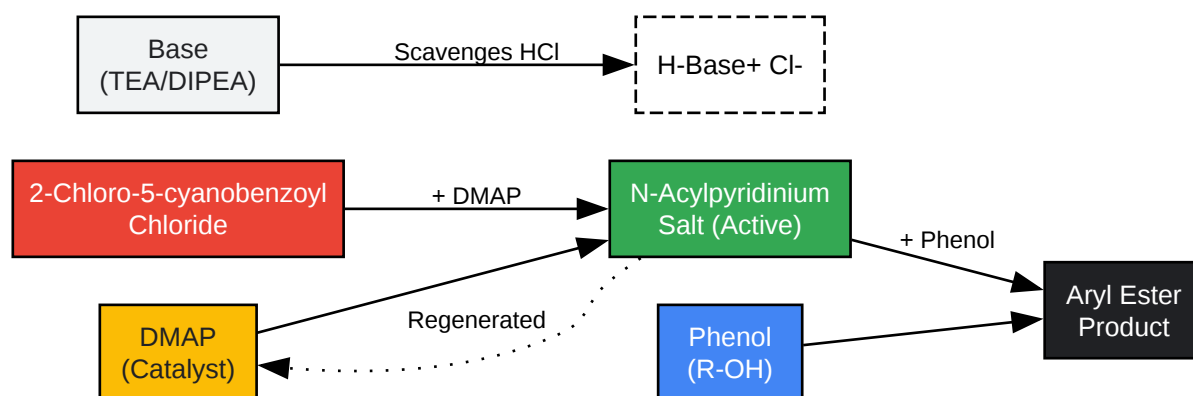 Base
(TEA/DIPEA)
Scavenges HCl
H-Base+ Cl-
2-Chloro-5-cyanobenzoyl
Chloride
+ DMAP
N-Acylpyridinium
Salt (Active)
+ Phenol
Aryl Ester
Product
DMAP
(Catalyst)
Regenerated
Phenol
(R-OH)